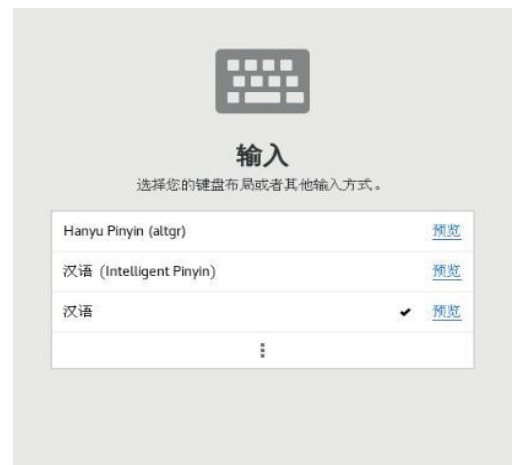 输入
选择您的键盘布局或者其他输入方式。
Hanyu Pinyin (altgr) 预览
汉语 (Intelligent Pinyin) 预览
汉语 ✔ 预览